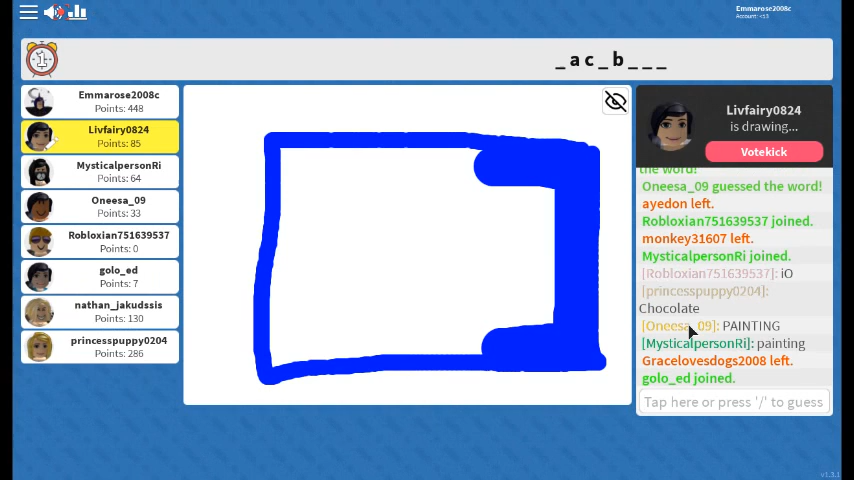 Emmarose2008c
Account: <13
1
_ac_b___
Emmarose2008c
Points: 448
Livfairy0824
Points: 85
MysticalpersonRi
Points: 64
Oneesa_09
Points: 33
Robloxian751639537
Points: 0
golo_ed
Points: 7
nathan_jakudssis
Points: 130
princesspuppy0204
Points: 286
Livfairy0824
is drawing...
Votekick
the word!
Oneesa_09 guessed the word!
ayedon left.
Robloxian751639537 joined.
monkey31607 left.
MysticalpersonRi joined.
[Robloxian751639537]: iO
[princesspuppy0204]:
Chocolate
[Oneesa_09]: PAINTING
[MysticalpersonRi]: painting
Gracelovesdogs2008 left.
golo_ed joined.
Tap here or press '/' to guess
v1.3.1